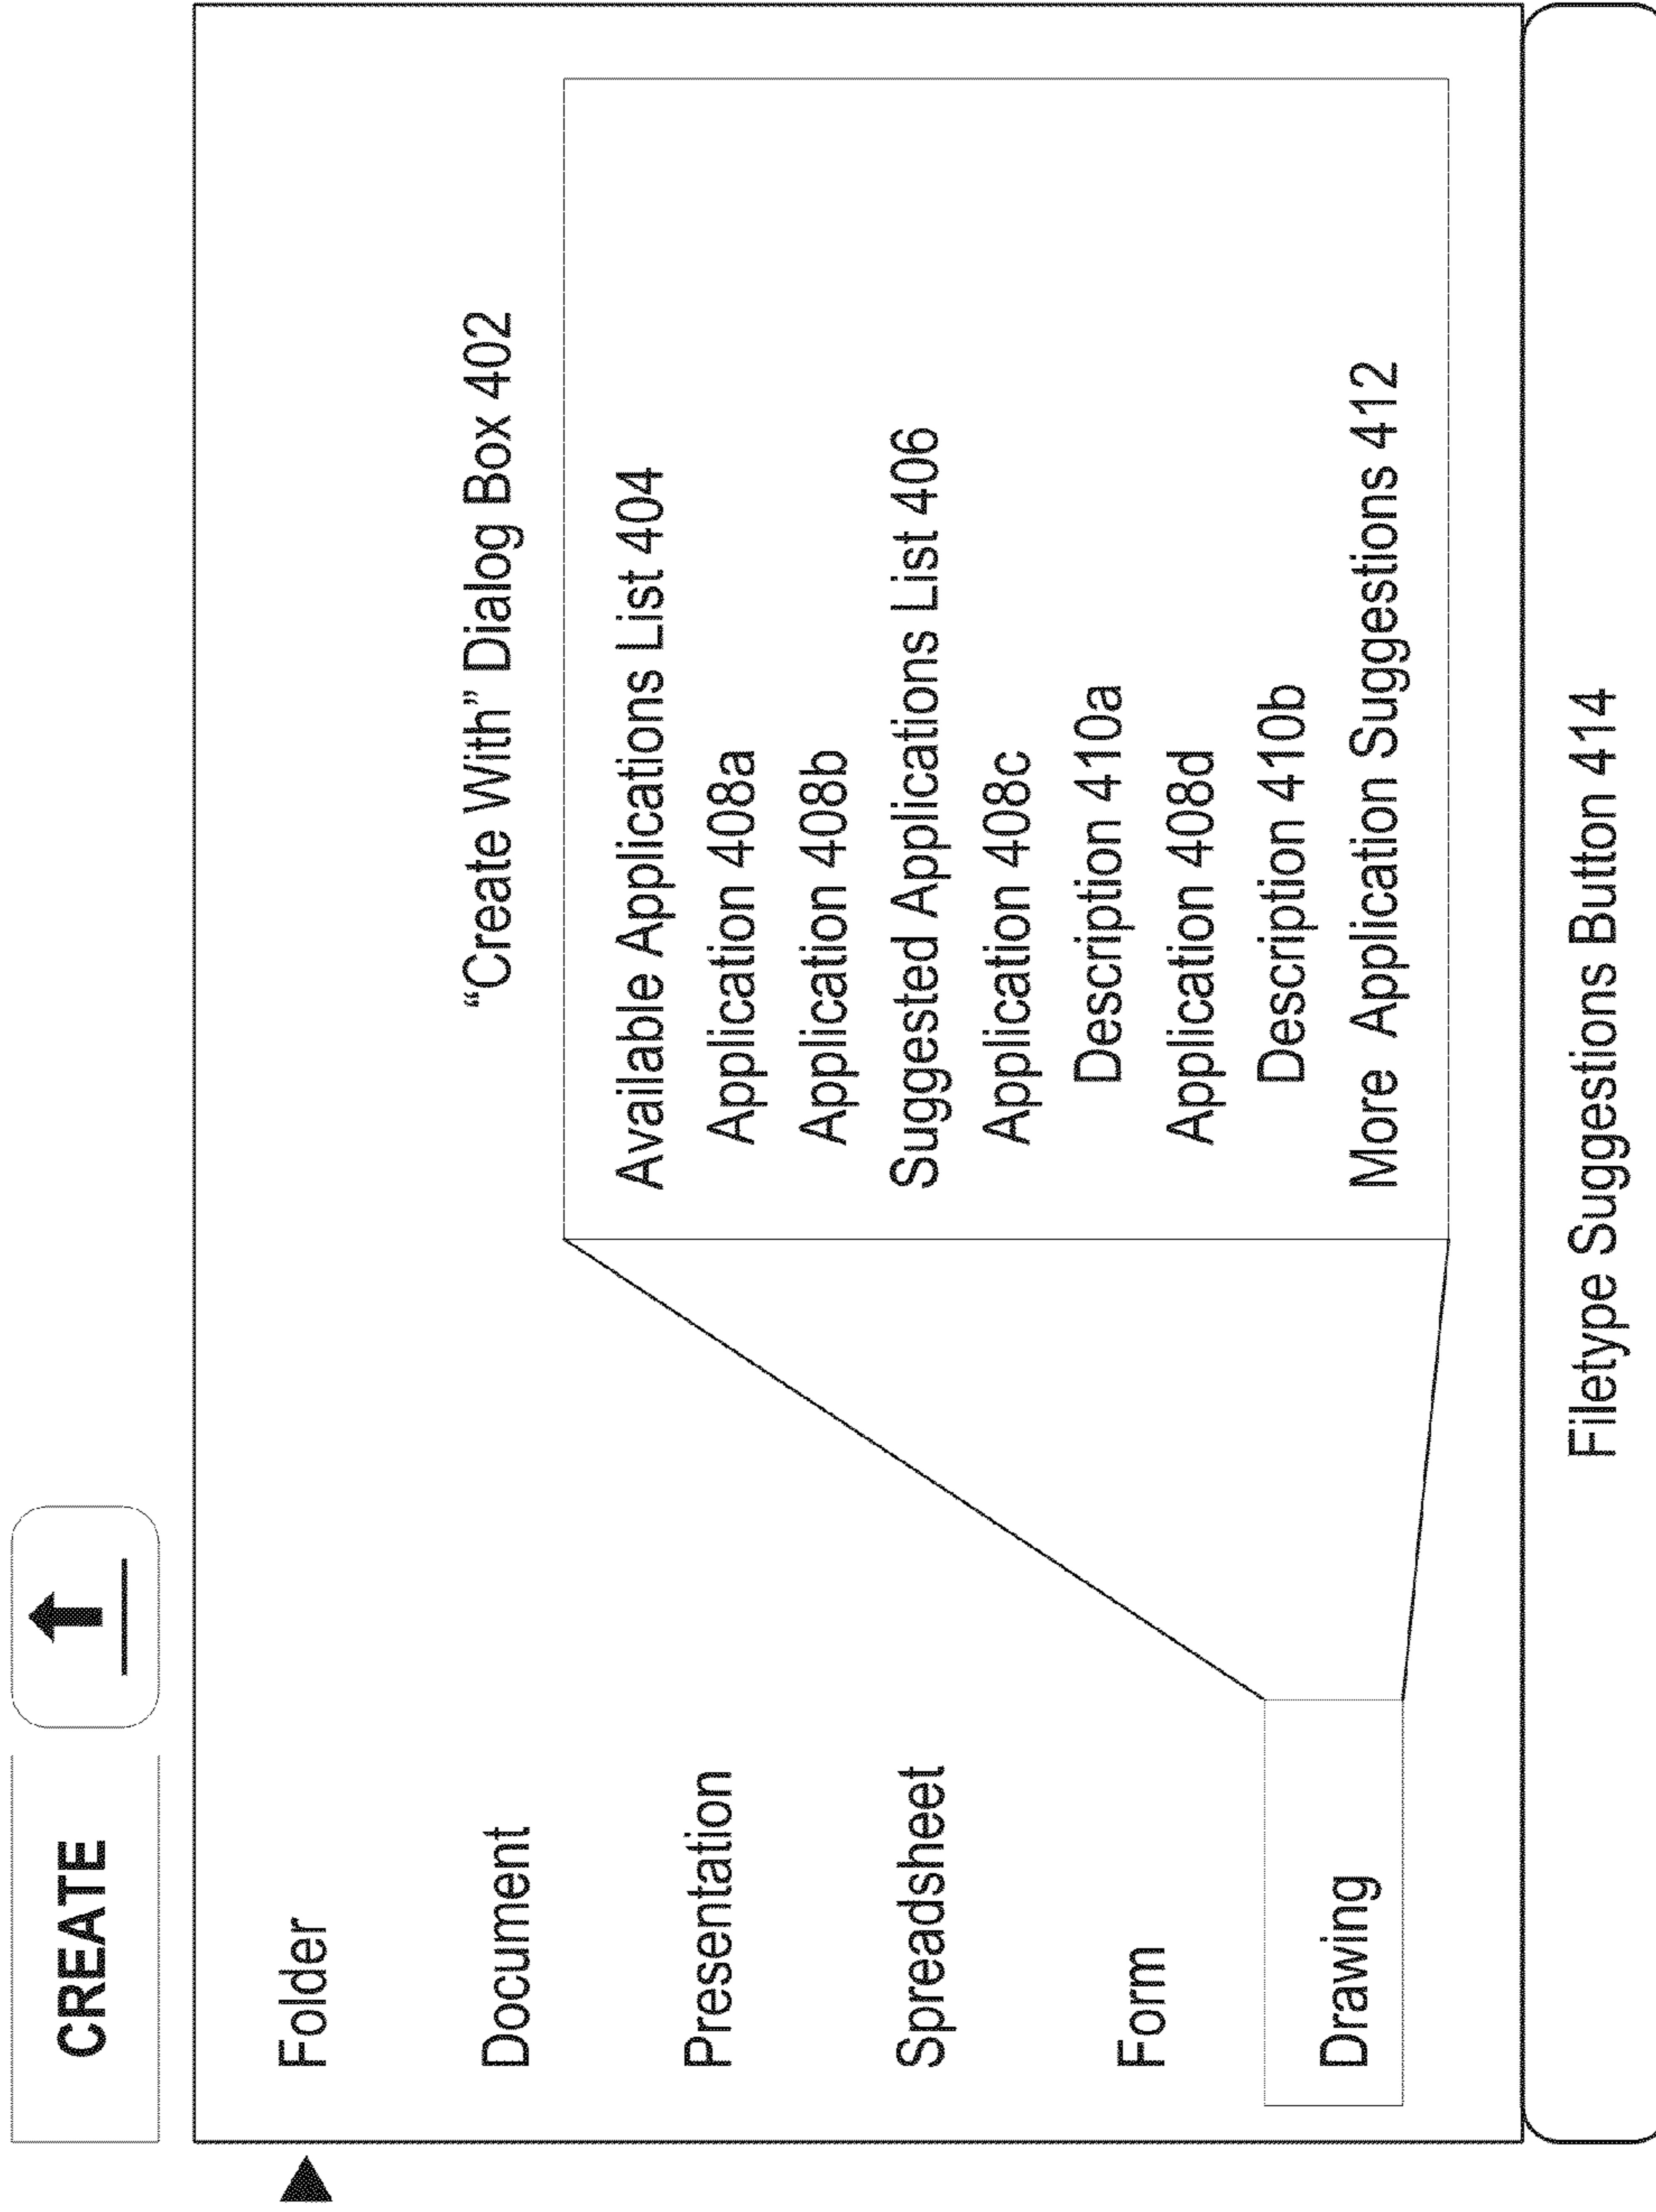 CREATE
Folder
Document
Presentation
Spreadsheet
Form
Drawing
“Create With” Dialog Box 402
Available Applications List 404
Application 408a
Application 408b
Suggested Applications List 406
Application 408c
Description 410a
Application 408d
Description 410b
More Application Suggestions 412
Filetype Suggestions Button 414